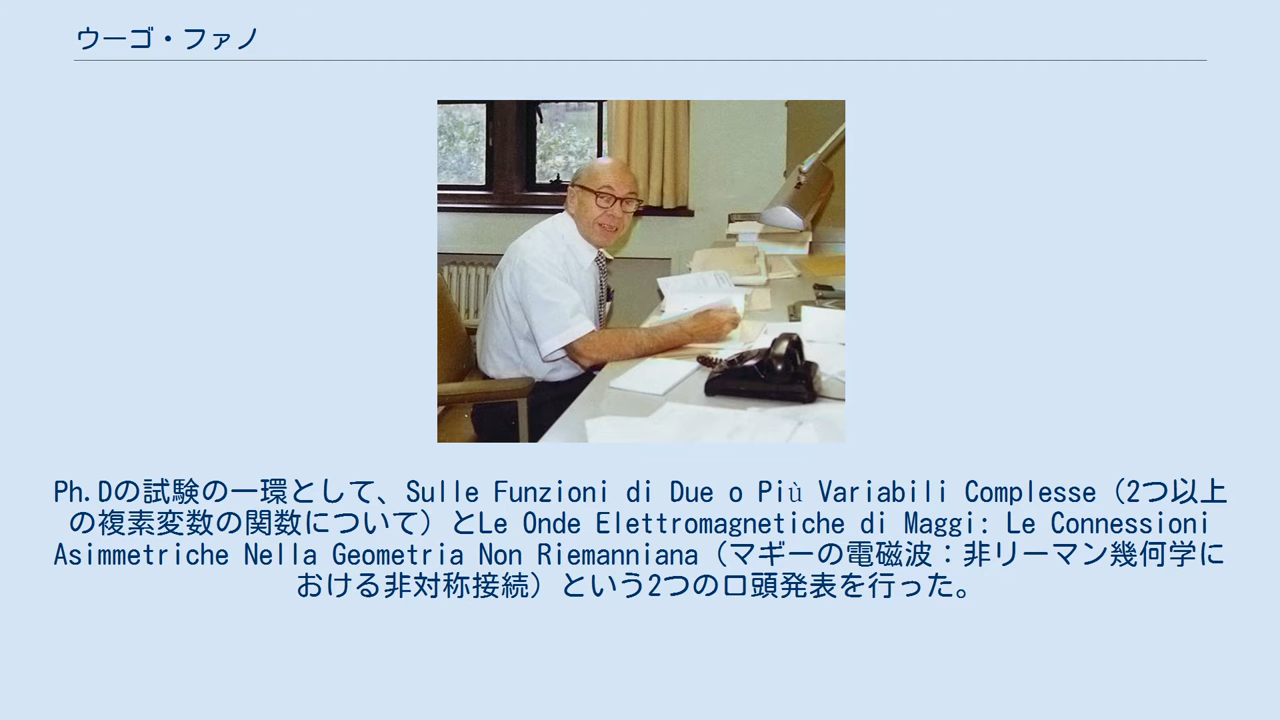 ウーゴ・ファノ
Ph.Dの試験の一環として、Sulle Funzioni di Due o Più Variabili Complesse（2つ以上
の複素変数の関数について）とLe Onde Elettromagnetiche di Maggi: Le Connessioni
Asimmetriche Nella Geometria Non Riemanniana（マギーの電磁波：非リーマン幾何学に
おける非対称接続）という2つの口頭発表を行った。